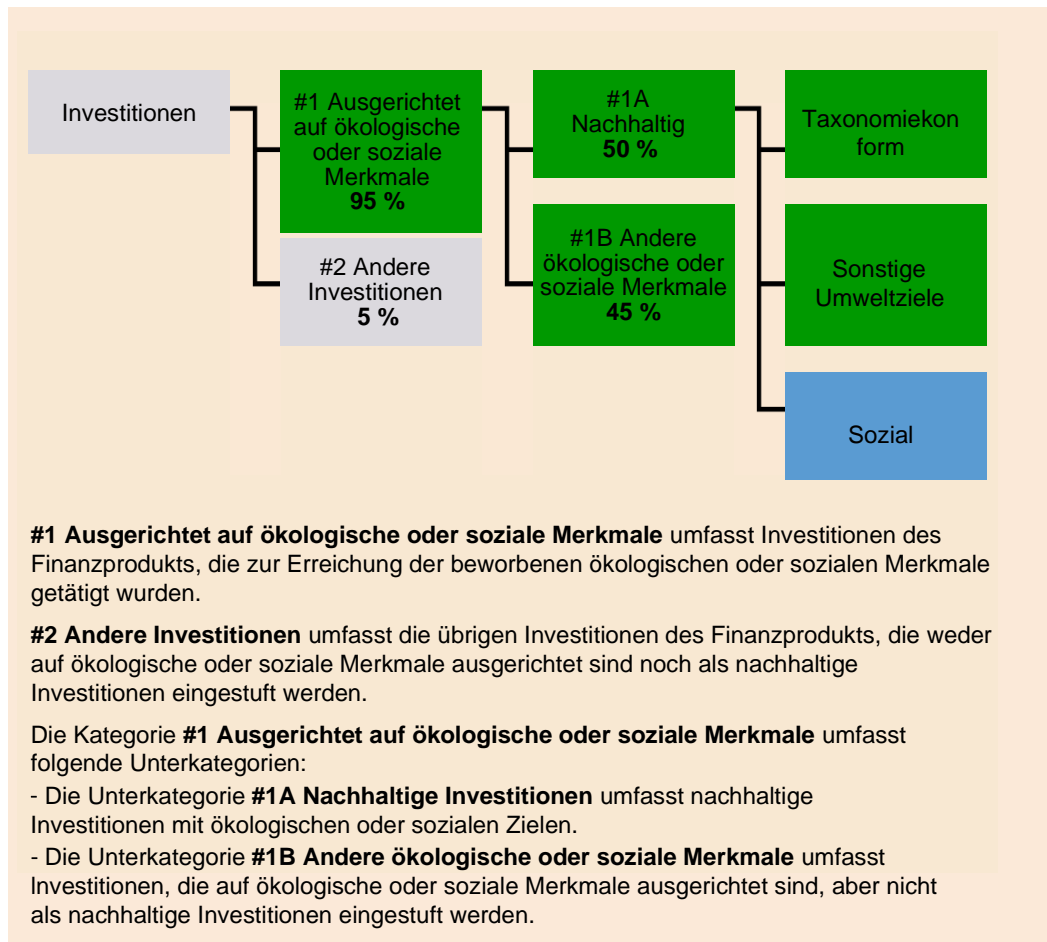 Investitionen
#1 Ausgerichtet
auf ökologische
oder soziale
Merkmale
95 %
#2 Andere
Investitionen
5 %
#1A
Nachhaltig
50 %
#1B Andere
ökologische oder
soziale Merkmale
45 %
Taxonomiekon
form
Sonstige
Umweltziele
Sozial
#1 Ausgerichtet auf ökologische oder soziale Merkmale umfasst Investitionen des
Finanzprodukts, die zur Erreichung der beworbenen ökologischen oder sozialen Merkmale
getätigt wurden.
#2 Andere Investitionen umfasst die übrigen Investitionen des Finanzprodukts, die weder
auf ökologische oder soziale Merkmale ausgerichtet sind noch als nachhaltige
Investitionen eingestuft werden.
Die Kategorie #1 Ausgerichtet auf ökologische oder soziale Merkmale umfasst
folgende Unterkategorien:
- Die Unterkategorie #1A Nachhaltige Investitionen umfasst nachhaltige
Investitionen mit ökologischen oder sozialen Zielen.
- Die Unterkategorie #1B Andere ökologische oder soziale Merkmale umfasst
Investitionen, die auf ökologische oder soziale Merkmale ausgerichtet sind, aber nicht
als nachhaltige Investitionen eingestuft werden.